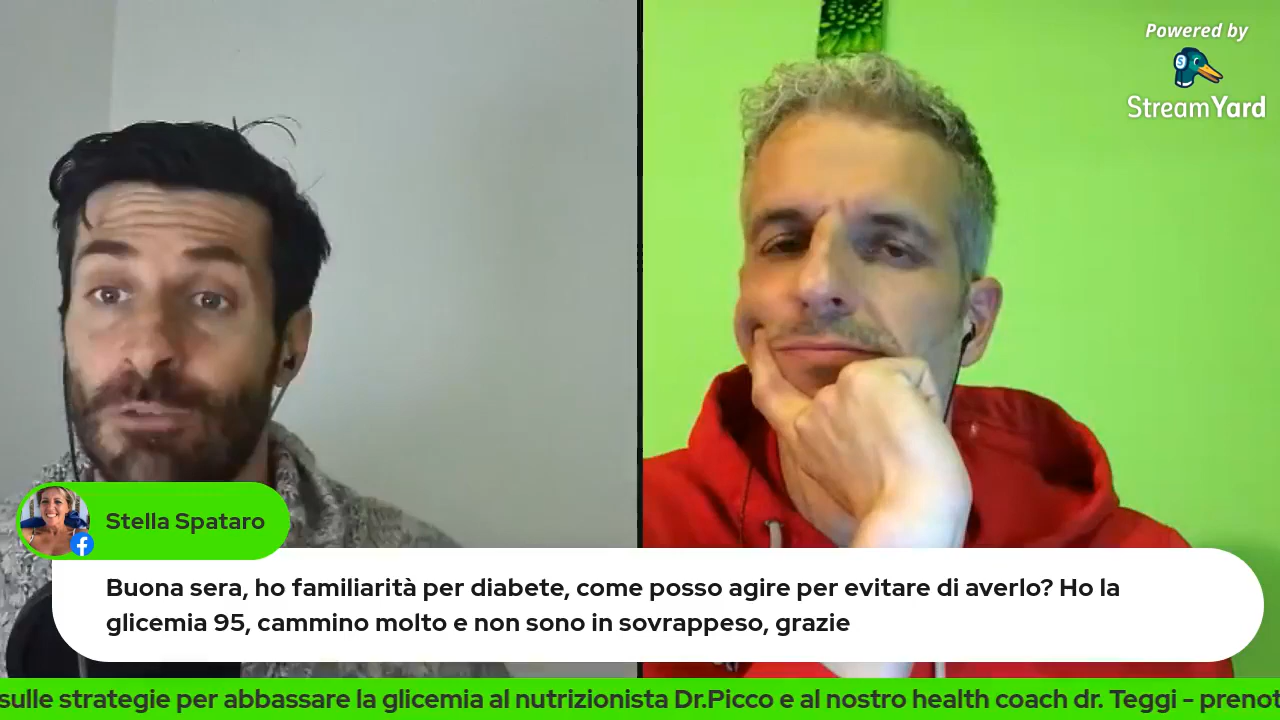 Powered by
StreamYard
Stella Spataro
Buona sera, ho familiarità per diabete, come posso agire per evitare di averlo? Ho la
glicemia 95, cammino molto e non sono in sovrappeso, grazie
sulle strategie per abbassare la glicemia al nutrizionista Dr.Picco e al nostro health coach dr. Teggi - prenot